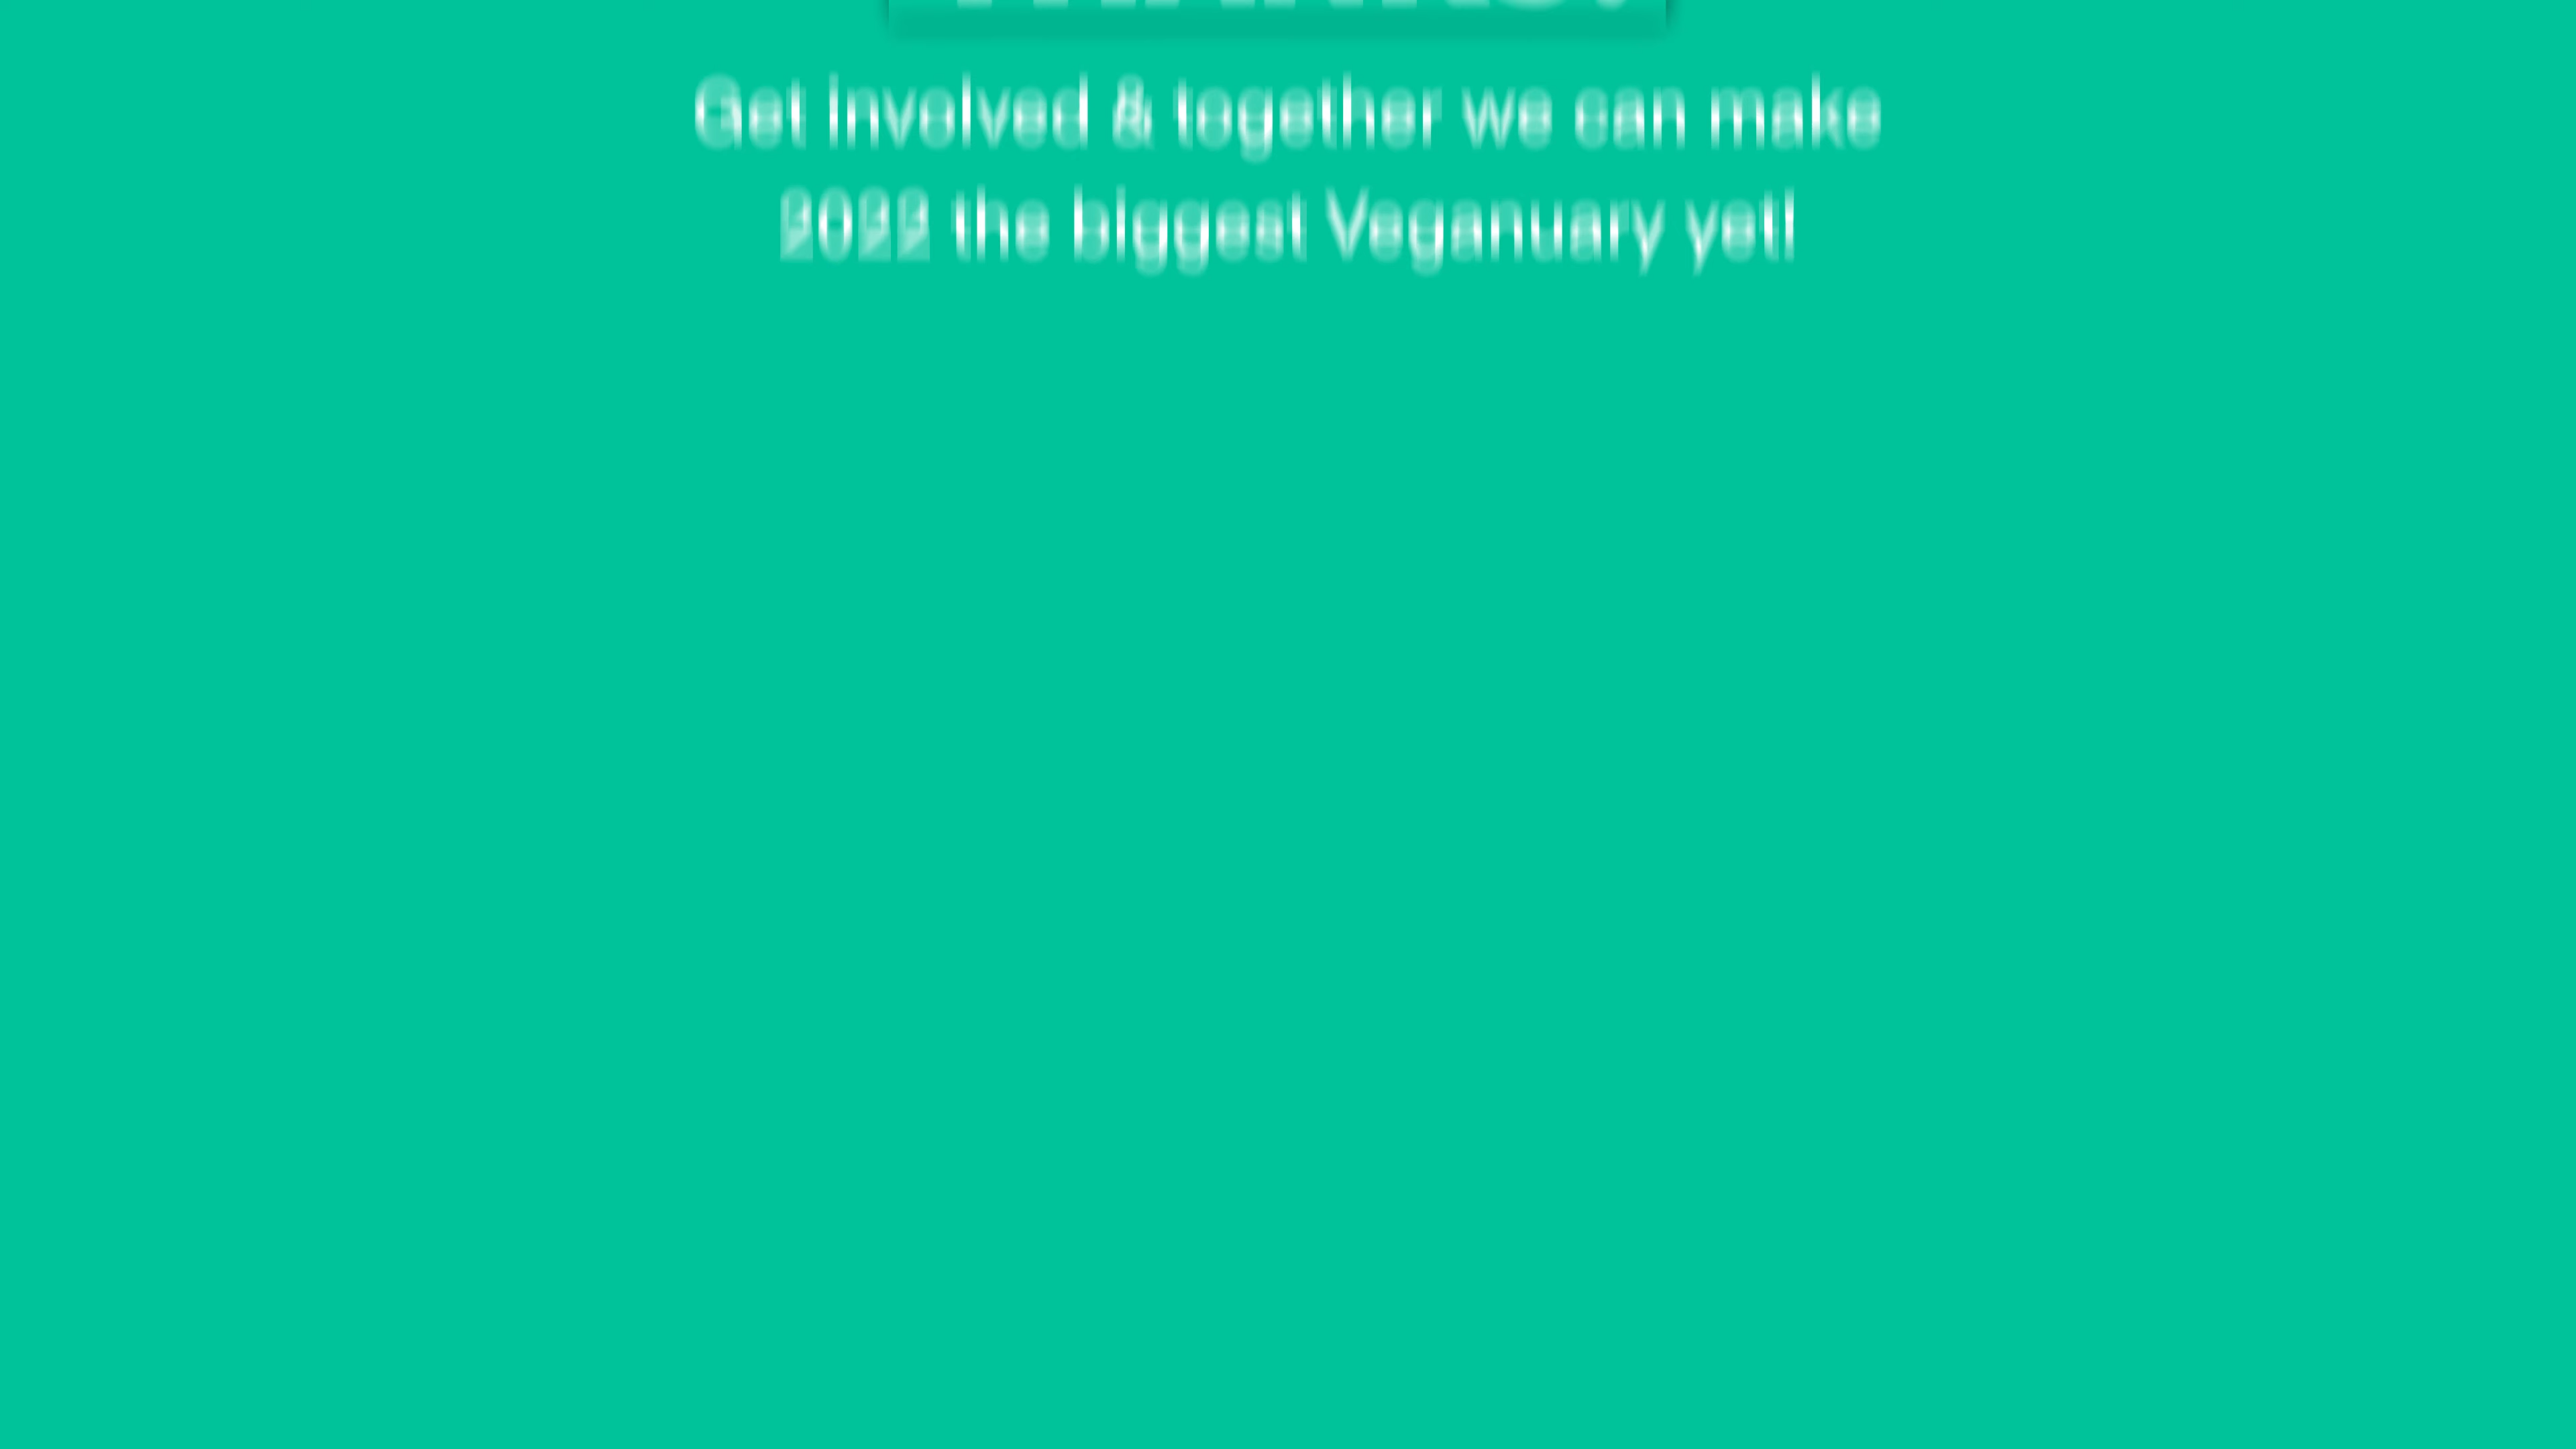 Get involved & together we can make
2022 the biggest Veganuary yet!